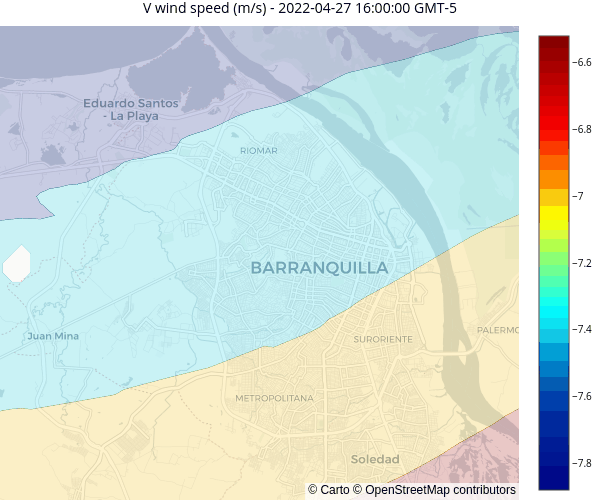 V wind speed (m/s) - 2022-04-27 16:00:00 GMT-5
Eduardo Santos
- La Playa
RIOMAR
BARRANQUILLA
Juan Mina
SURORIENTE
PALERMO
METROPOLITANA
Soledad
© Carto © OpenStreetMap contributors
−6.6
−6.8
−7
−7.2
−7.4
−7.6
−7.8